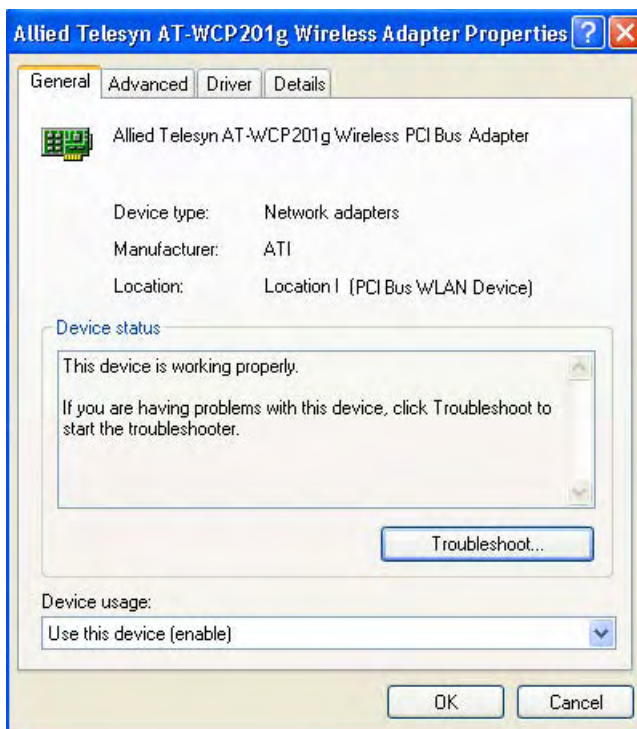 Allied Telesyn AT-WCP201g Wireless Adapter Properties
General Advanced Driver Details
Allied Telesyn AT-WCP201g Wireless PCI Bus Adapter
Device type: Network adapters
Manufacturer: ATI
Location: Location I (PCI Bus WLAN Device)
Device status
This device is working properly.
If you are having problems with this device, click Troubleshoot to
start the troubleshooter.
Troubleshoot...
Device usage:
Use this device (enable)
OK Cancel